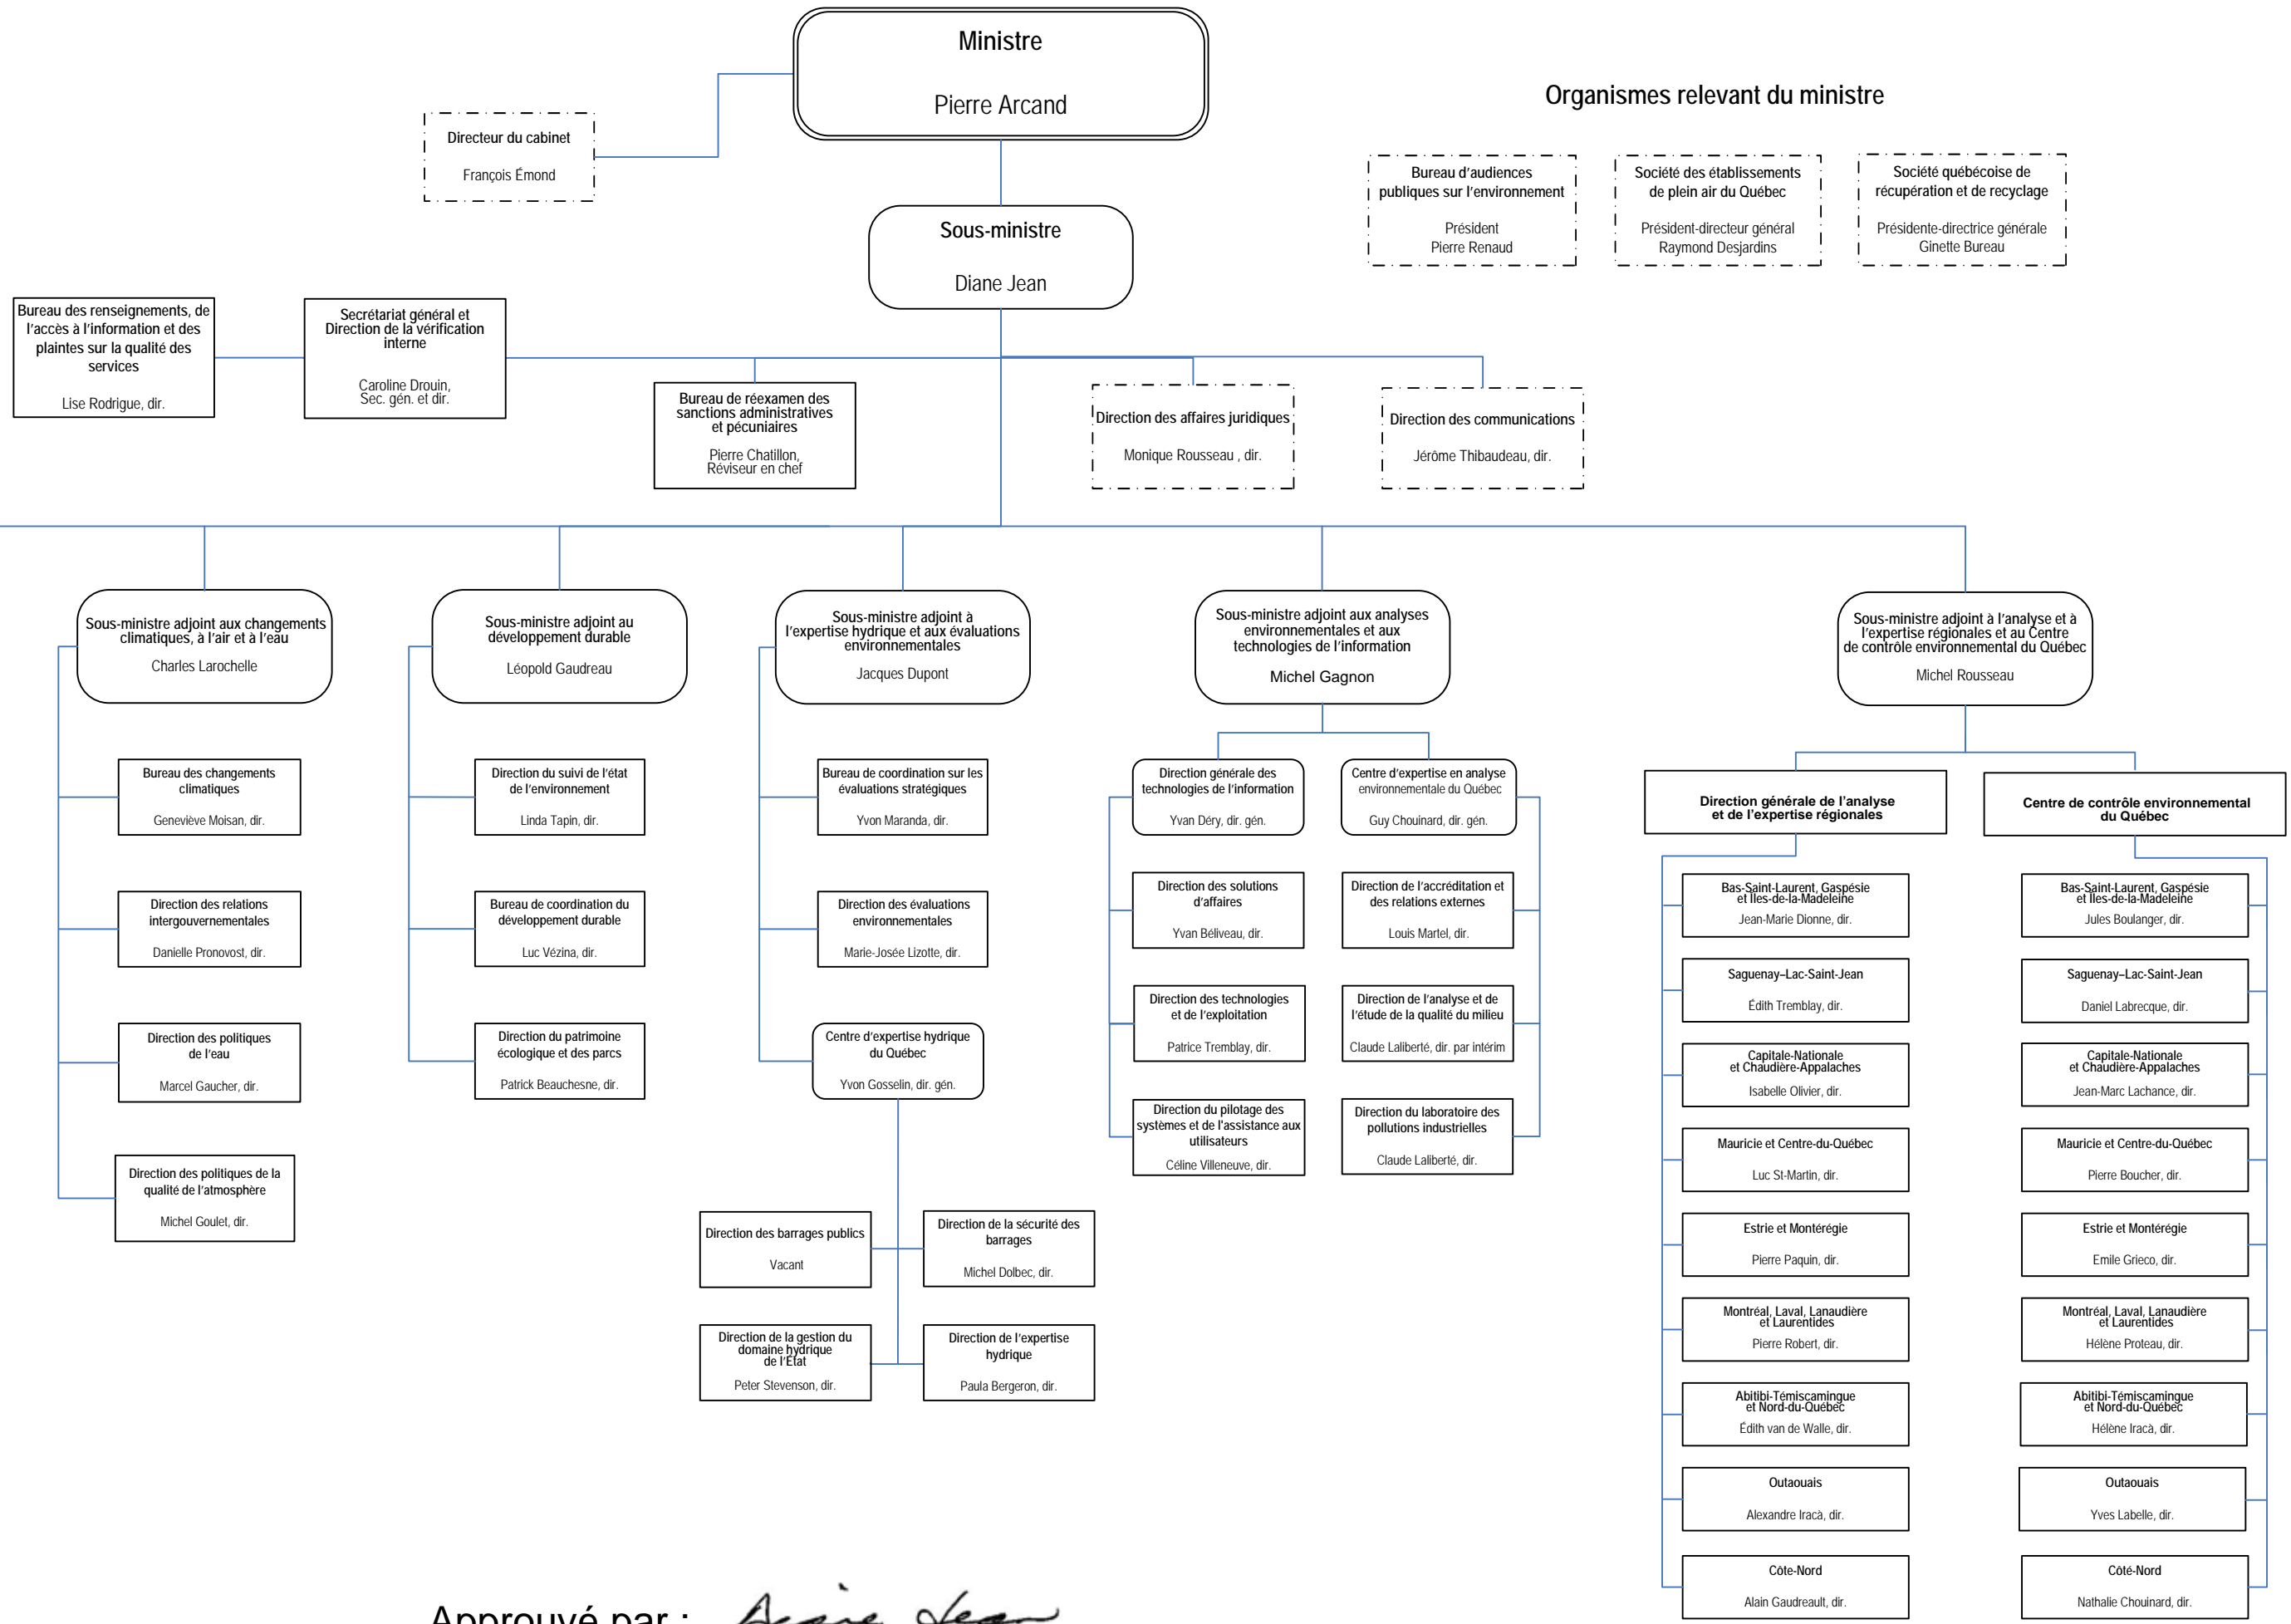 Ministre
Pierre Arcand
Directeur du cabinet
François Émond
Organismes relevant du ministre
Bureau d'audiences
publiques sur l'environnement
Président
Pierre Renaud
Société des établissements
de plein air du Québec
Président-directeur général
Raymond Desjardins
Société québécoise de
récupération et de recyclage
Présidente-directrice générale
Ginette Bureau
Sous-ministre
Diane Jean
Bureau des renseignements, de
l'accès à l'information et des
plaintes sur la qualité des
services
Lise Rodrigue, dir.
Secrétariat général et
Direction de la vérification
interne
Caroline Drouin,
Sec. gén. et dir.
Bureau de réexamen des
sanctions administratives
et pécuniaires
Pierre Chatillon,
Réviseur en chef
Direction des affaires juridiques
Monique Rousseau , dir.
Direction des communications
Jérôme Thibaudeau, dir.
Sous-ministre adjoint aux changements
climatiques, à l'air et à l'eau
Charles Larochelle
Bureau des changements
climatiques
Geneviève Moisan, dir.
Direction des relations
intergouvernementales
Danielle Pronovost, dir.
Direction des politiques
de l'eau
Marcel Gaucher, dir.
Direction des politiques de la
qualité de l'atmosphère
Michel Goulet, dir.
Sous-ministre adjoint au
développement durable
Léopold Gaudreau
Direction du suivi de l'état
de l'environnement
Linda Tapin, dir.
Bureau de coordination du
développement durable
Luc Vézina, dir.
Direction du patrimoine
écologique et des parcs
Patrick Beauchesne, dir.
Sous-ministre adjoint à
l'expertise hydrique et aux évaluations
environnementales
Jacques Dupont
Bureau de coordination sur les
évaluations stratégiques
Yvon Maranda, dir.
Direction des évaluations
environnementales
Marie-Josée Lizotte, dir.
Centre d'expertise hydrique
du Québec
Yvon Gosselin, dir. gén.
Direction des barrages publics
Vacant
Direction de la sécurité des
barrages
Michel Dolbec, dir.
Direction de la gestion du
domaine hydrique
de l'État
Peter Stevenson, dir.
Direction de l'expertise
hydrique
Paula Bergeron, dir.
Sous-ministre adjoint aux analyses
environnementales et aux
technologies de l'information
Michel Gagnon
Direction générale des
technologies de l'information
Yvan Déry, dir. gén.
Direction des solutions
d'affaires
Yvan Béliveau, dir.
Direction des technologies
et de l'exploitation
Patrice Tremblay, dir.
Direction du pilotage des
systèmes et de l'assistance aux
utilisateurs
Céline Villeneuve, dir.
Centre d'expertise en analyse
environnementale du Québec
Guy Chouinard, dir. gén.
Direction de l'accréditation et
des relations externes
Louis Martel, dir.
Direction de l'analyse et de
l'étude de la qualité du milieu
Claude Laliberté, dir. par intérim
Direction du laboratoire des
pollutions industrielles
Claude Laliberté, dir.
Sous-ministre adjoint à l'analyse et à
l'expertise régionales et au Centre
de contrôle environnemental du Québec
Michel Rousseau
Direction générale de l'analyse
et de l'expertise régionales
Bas-Saint-Laurent, Gaspésie
et Îles-de-la-Madeleine
Jean-Marie Dionne, dir.
Saguenay–Lac-Saint-Jean
Édith Tremblay, dir.
Capitale-Nationale
et Chaudière-Appalaches
Isabelle Olivier, dir.
Mauricie et Centre-du-Québec
Luc St-Martin, dir.
Estrie et Montérégie
Pierre Paquin, dir.
Montréal, Laval, Lanaudière
et Laurentides
Pierre Robert, dir.
Abitibi-Témiscamingue
et Nord-du-Québec
Édith van de Walle, dir.
Outaouais
Alexandre Iracà, dir.
Côte-Nord
Alain Gaudreault, dir.
Centre de contrôle environnemental
du Québec
Bas-Saint-Laurent, Gaspésie
et Îles-de-la-Madeleine
Jules Boulanger, dir.
Saguenay–Lac-Saint-Jean
Daniel Labrecque, dir.
Capitale-Nationale
et Chaudière-Appalaches
Jean-Marc Lachance, dir.
Mauricie et Centre-du-Québec
Pierre Boucher, dir.
Estrie et Montérégie
Emile Grieco, dir.
Montréal, Laval, Lanaudière
et Laurentides
Hélène Proteau, dir.
Abitibi-Témiscamingue
et Nord-du-Québec
Hélène Iracà, dir.
Outaouais
Yves Labelle, dir.
Côté-Nord
Nathalie Chouinard, dir.
Approuvé par : Diane Jean